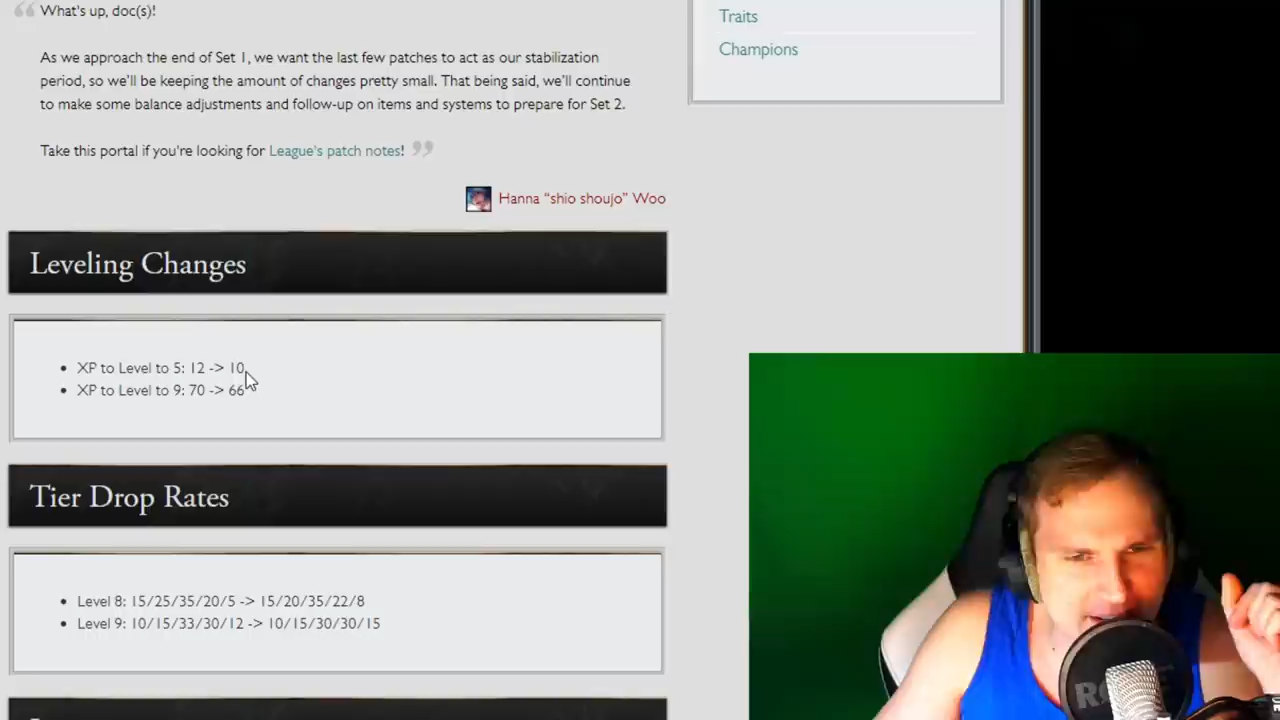 What's up, doc(s)!
As we approach the end of Set 1, we want the last few patches to act as our stabilization
period, so we'll be keeping the amount of changes pretty small. That being said, we'll continue
to make some balance adjustments and follow-up on items and systems to prepare for Set 2.
Take this portal if you're looking for League's patch notes!
Hanna “shio shoujo” Woo
Traits
Champions
Leveling Changes
• XP to Level to 5: 12 -> 10
• XP to Level to 9: 70 -> 66
Tier Drop Rates
• Level 8: 15/25/35/20/5 -> 15/20/35/22/8
• Level 9: 10/15/33/30/12 -> 10/15/30/30/15